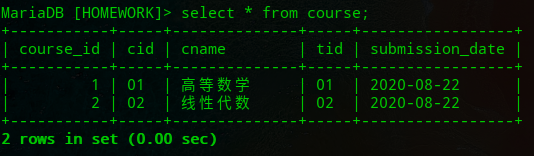 MariaDB [HOMEWORK]> select * from course;
+-----------+-----+--------------+-----+-----------------+
| course_id | cid | cname        | tid | submission_date |
+-----------+-----+--------------+-----+-----------------+
|         1 | 01  | 高等数学     | 01  | 2020-08-22      |
|         2 | 02  | 线性代数     | 02  | 2020-08-22      |
+-----------+-----+--------------+-----+-----------------+
2 rows in set (0.00 sec)